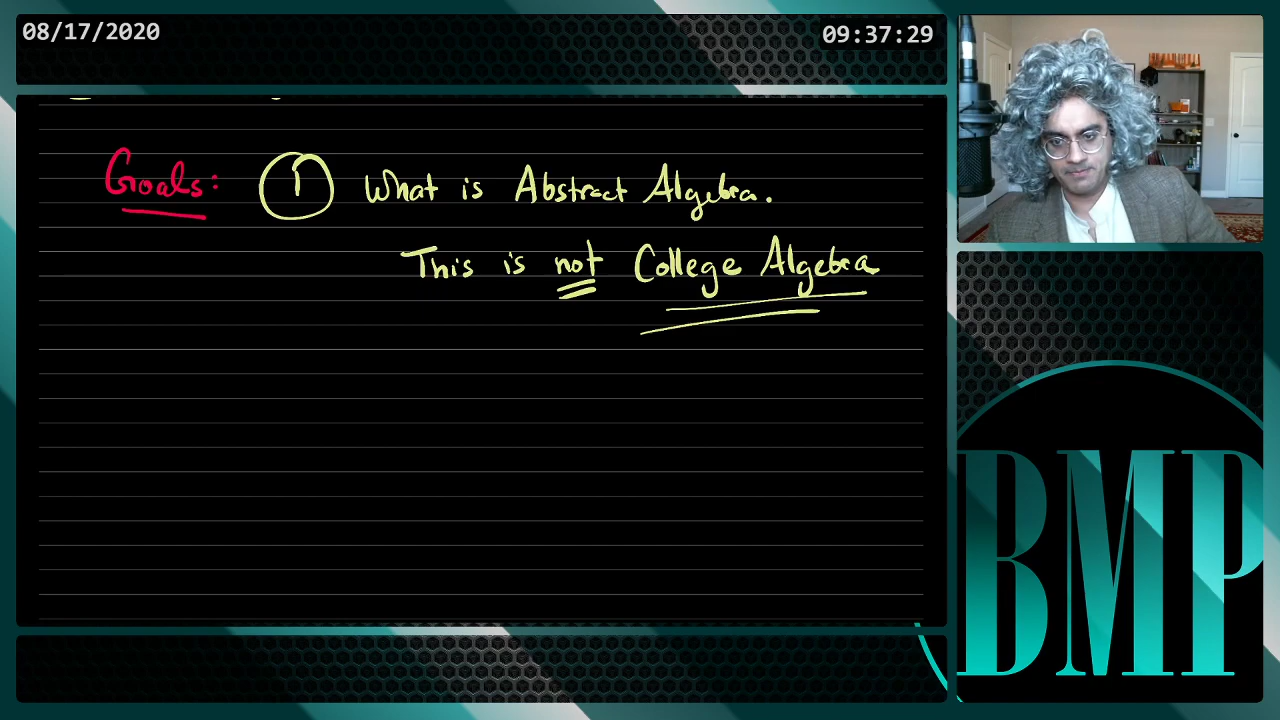 08/17/2020
09:37:29
Goals: 1 What is Abstract Algebra.
This is not College Algebra
BMP